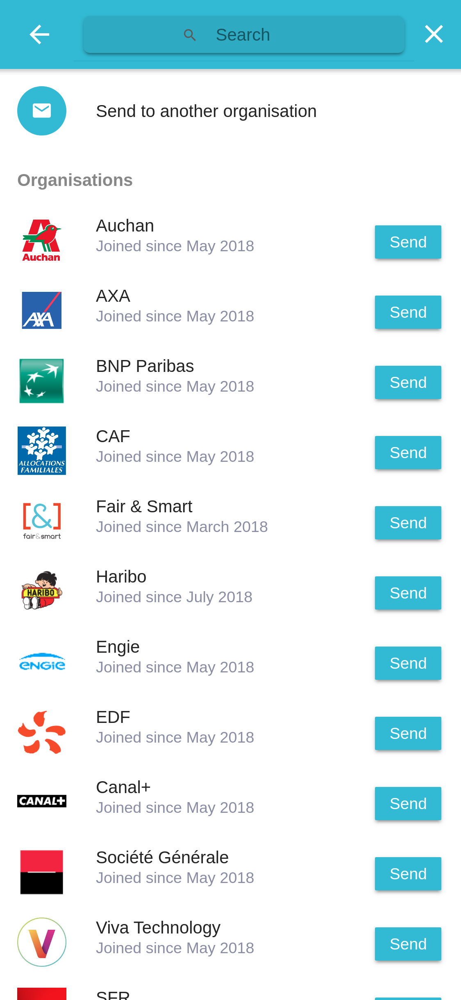 Search
Send to another organisation
Organisations
Auchan
Auchan
Joined since May 2018
Send
AXA
AXA
Joined since May 2018
Send
BNP Paribas
Joined since May 2018
Send
ALLOCATIONS
FAMILIALES
CAF
Joined since May 2018
Send
[&]
fair&smart
Fair & Smart
Joined since March 2018
Send
HARIBO
Haribo
Joined since July 2018
Send
ENGIE
Engie
Joined since May 2018
Send
EDF
Joined since May 2018
Send
CANAL+
Canal+
Joined since May 2018
Send
Société Générale
Joined since May 2018
Send
V
Viva Technology
Joined since May 2018
Send
SFR